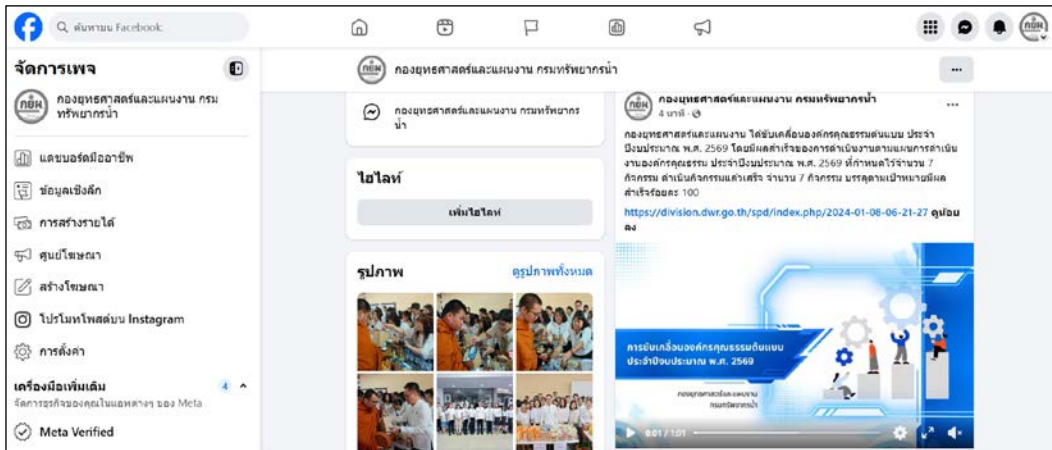 ค้นหาบน Facebook
กยผ
จัดการเพจ
กยผ
กองยุทธศาสตร์และแผนงาน กรม
ทรัพยากรน้ำ
แดชบอร์ดมืออาชีพ
ข้อมูลเชิงลึก
การสร้างรายได้
ศูนย์โฆษณา
สร้างโฆษณา
โปรโมทโพสต์บน Instagram
การตั้งค่า
เครื่องมือเพิ่มเติม
4
จัดการธุรกิจของคุณในแอพต่างๆ ของ Meta
Meta Verified
กยผ
กองยุทธศาสตร์และแผนงาน กรมทรัพยากรน้ำ
กองยุทธศาสตร์และแผนงาน กรมทรัพยากร
น้ำ
ไฮไลท์
เพิ่มไฮไลท์
รูปภาพ
ดูรูปภาพทั้งหมด
กยผ
กองยุทธศาสตร์และแผนงาน กรมทรัพยากรน้ำ
4 นาที
กองยุทธศาสตร์และแผนงาน ได้ขับเคลื่อนองค์กรคุณธรรมต้นแบบ ประจำ
ปีงบประมาณ พ.ศ. 2569 โดยมีผลสำเร็จของการดำเนินงานตามแผนการดำเนิน
งานองค์กรคุณธรรม ประจำปีงบประมาณ พ.ศ. 2569 ที่กำหนดไว้จำนวน 7
กิจกรรม ดำเนินกิจกรรมแล้วเสร็จ จำนวน 7 กิจกรรม บรรลุตามเป้าหมายมีผล
สำเร็จร้อยละ 100
https://division.dwr.go.th/spd/index.php/2024-01-08-06-21-27 ดูน้อย
ลง
การขับเคลื่อนองค์กรคุณธรรมต้นแบบ
ประจำปีงบประมาณ พ.ศ. 2569
กองยุทธศาสตร์และแผนงาน
กรมทรัพยากรน้ำ
0:01 / 1:01